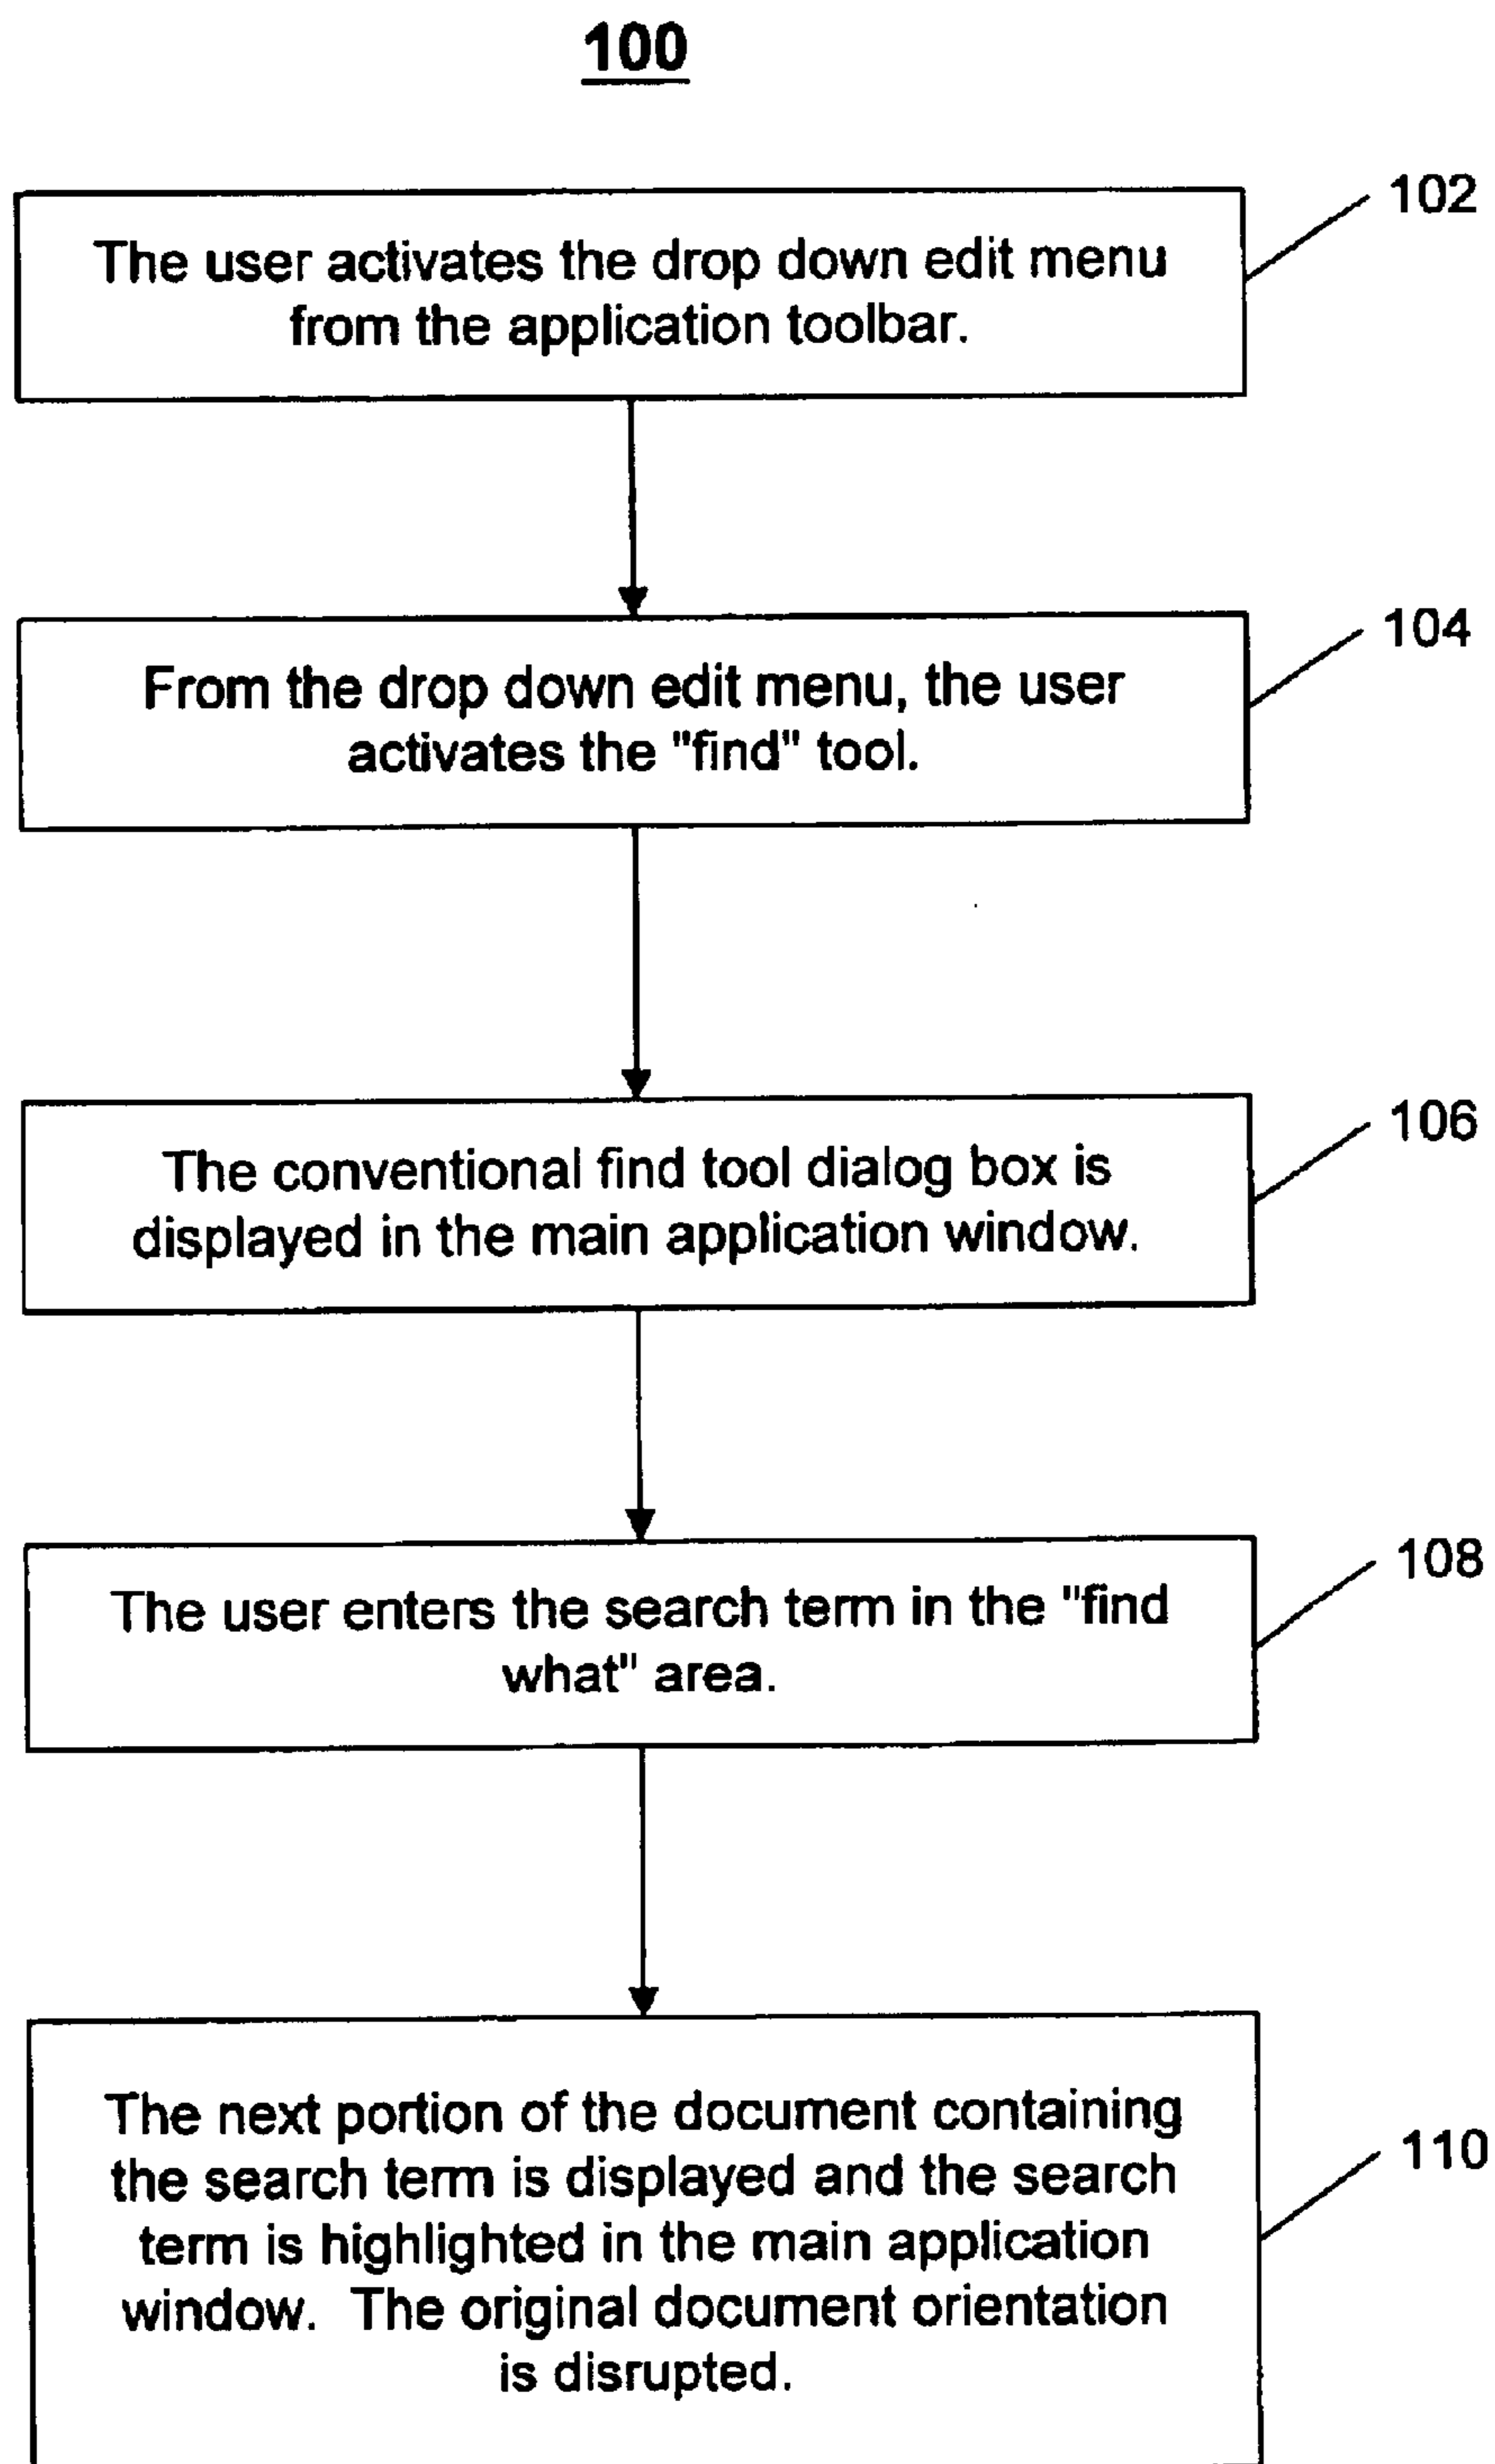 100
102
The user activates the drop down edit menu
from the application toolbar.
104
From the drop down edit menu, the user
activates the "find" tool.
106
The conventional find tool dialog box is
displayed in the main application window.
108
The user enters the search term in the "find
what" area.
The next portion of the document containing
the search term is displayed and the search
110
term is highlighted in the main application
window.  The original document orientation
is disrupted.